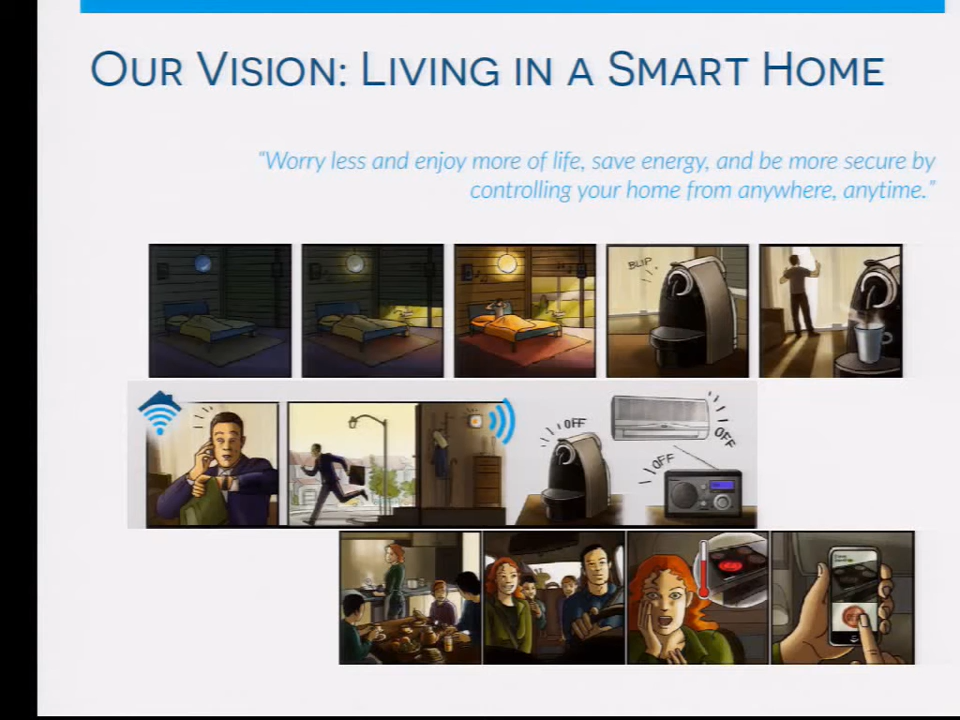 OUR VISION: LIVING IN A SMART HOME
"Worry less and enjoy more of life, save energy, and be more secure by
controlling your home from anywhere, anytime."
BLIP
OFF
OFF
OFF